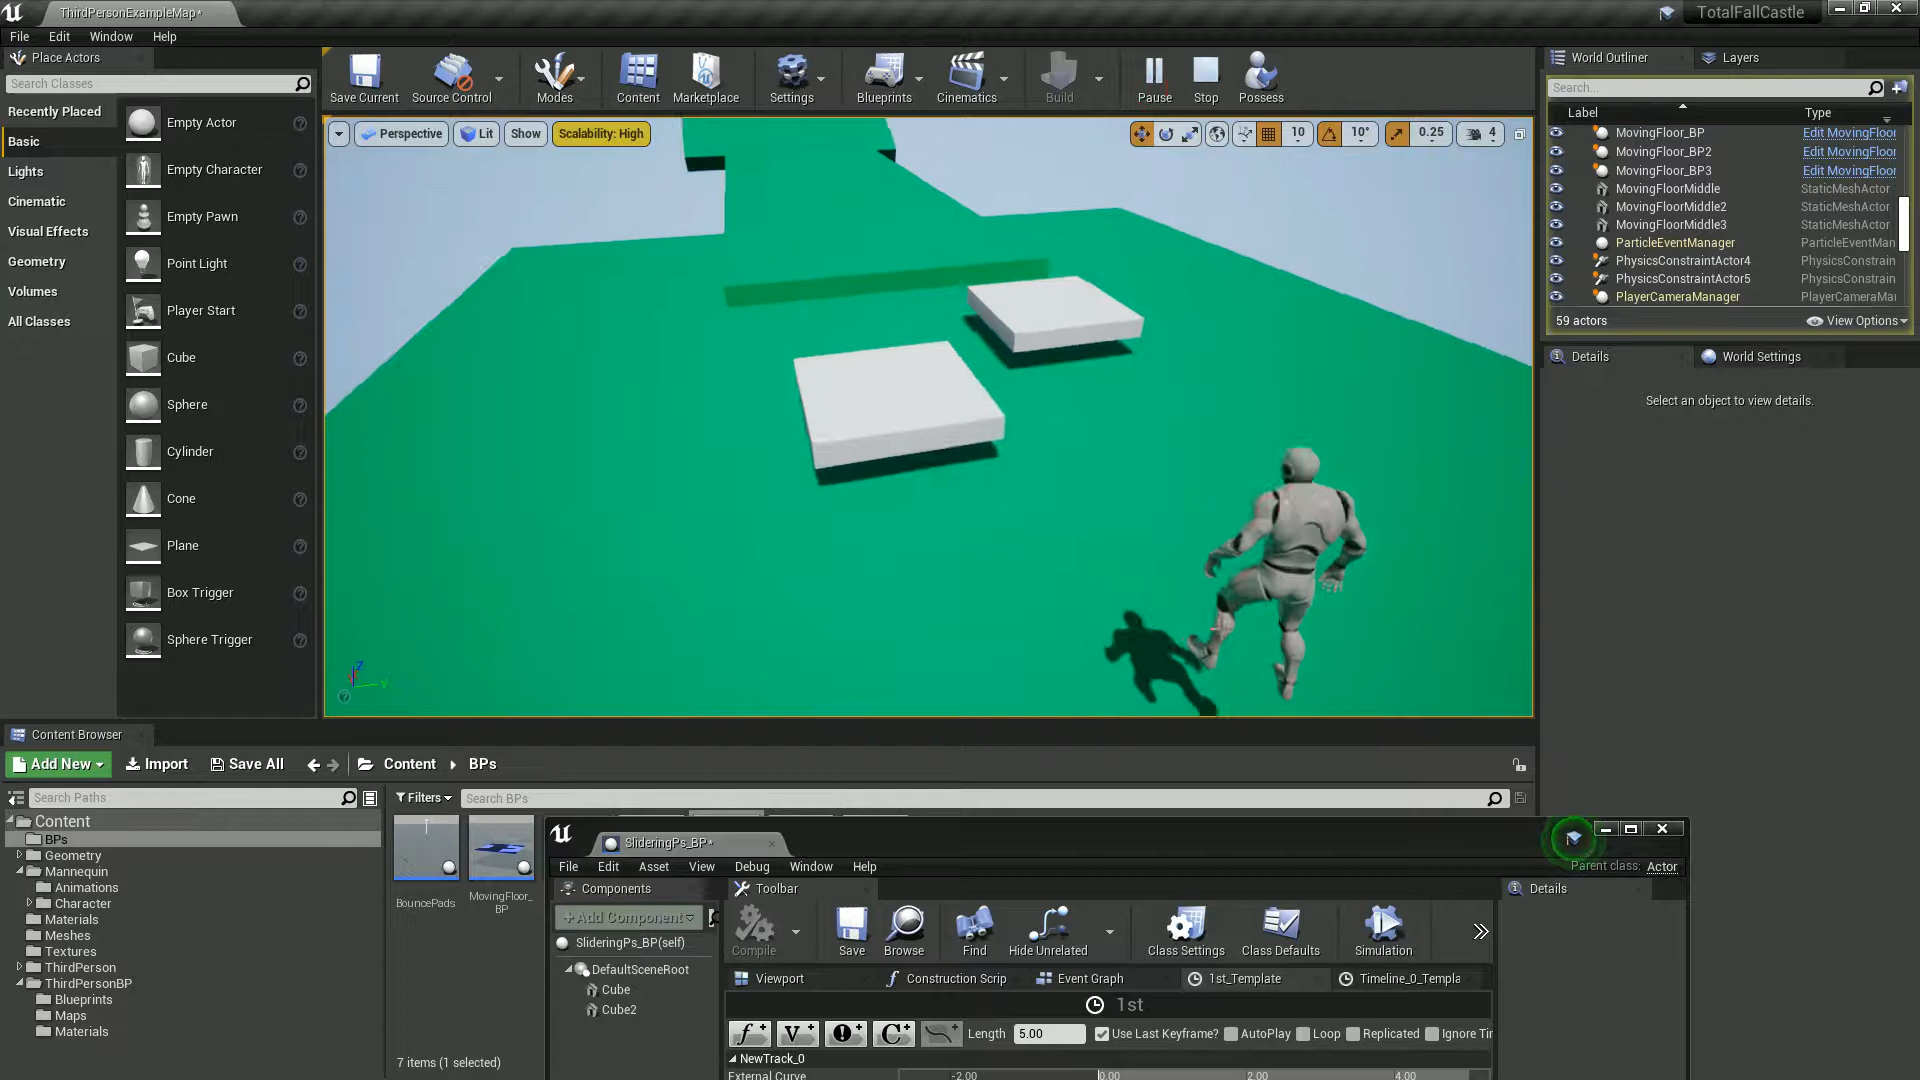 ThirdPersonExampleMap*
TotalFallCastle
File Edit Window Help
Place Actors
Search Classes
Recently Placed
Basic
Lights
Cinematic
Visual Effects
Geometry
Volumes
All Classes
Empty Actor
Empty Character
Empty Pawn
Point Light
Player Start
Cube
Sphere
Cylinder
Cone
Plane
Box Trigger
Sphere Trigger
Save Current Source Control Modes Content Marketplace Settings Blueprints Cinematics Build Pause Stop Possess
Perspective Lit Show Scalability: High
10 10° 0.25 4
Z
Y
World Outliner Layers
Search...
Label Type
MovingFloor_BP Edit MovingFloor
MovingFloor_BP2 Edit MovingFloor
MovingFloor_BP3 Edit MovingFloor
MovingFloorMiddle StaticMeshActor
MovingFloorMiddle2 StaticMeshActor
MovingFloorMiddle3 StaticMeshActor
ParticleEventManager ParticleEventMan
PhysicsConstraintActor4 PhysicsConstrain
PhysicsConstraintActor5 PhysicsConstrain
PlayerCameraManager PlayerCameraMa
59 actors View Options
Details World Settings
Select an object to view details.
Content Browser
Add New Import Save All Content BPs
Search Paths
Filters Search BPs
Content
BPs
Geometry
Mannequin
Animations
Character
Materials
Meshes
Textures
ThirdPerson
ThirdPersonBP
Blueprints
Maps
Materials
BouncePads
MovingFloor_
BP
7 items (1 selected)
SlideringPs_BP*
File Edit Asset View Debug Window Help
Parent class: Actor
Components
+Add Component
SlideringPs_BP(self)
DefaultSceneRoot
Cube
Cube2
Toolbar
Compile Save Browse Find Hide Unrelated Class Settings Class Defaults Simulation
Details
Viewport Construction Scrip Event Graph 1st_Template Timeline_0_Templa
1st
f+ V+ C+ Length 5.00 Use Last Keyframe? AutoPlay Loop Replicated Ignore Tir
NewTrack_0
External Curve -2.00 0.00 2.00 4.00